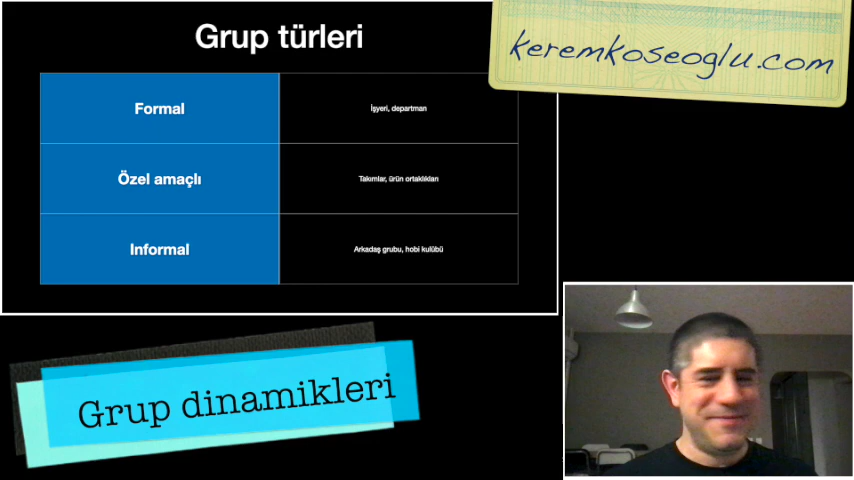 Grup türleri
keremkoseoglu.com
Formal
İşyeri, departman
Özel amaçlı
Takımlar, ürün ortaklıkları
Informal
Arkadaş grubu, hobi kulübü
Grup dinamikleri